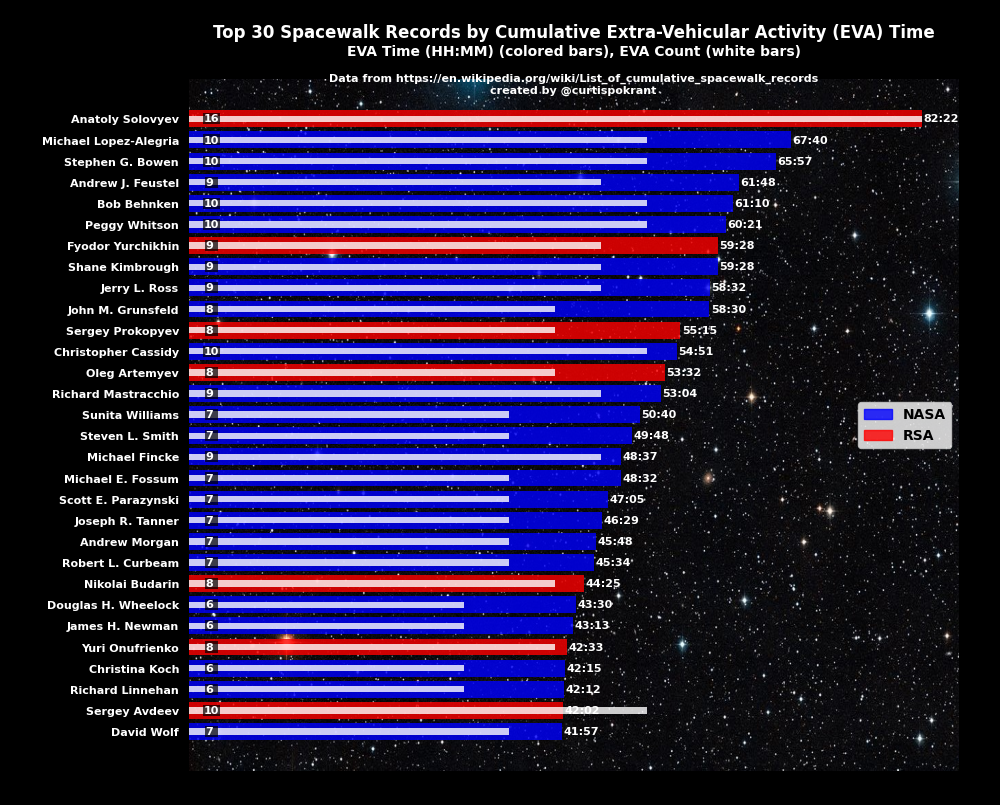 Top 30 Spacewalk Records by Cumulative Extra-Vehicular Activity (EVA) Time
EVA Time (HH:MM) (colored bars), EVA Count (white bars)
Data from https://en.wikipedia.org/wiki/List_of_cumulative_spacewalk_records
created by @curtispokrant
Anatoly Solovyev 16 82:22
Michael Lopez-Alegria 10 67:40
Stephen G. Bowen 10 65:57
Andrew J. Feustel 9 61:48
Bob Behnken 10 61:10
Peggy Whitson 10 60:21
Fyodor Yurchikhin 9 59:28
Shane Kimbrough 9 59:28
Jerry L. Ross 9 58:32
John M. Grunsfeld 8 58:30
Sergey Prokopyev 8 55:15
Christopher Cassidy 10 54:51
Oleg Artemyev 8 53:32
Richard Mastracchio 9 53:04
Sunita Williams 7 50:40
Steven L. Smith 7 49:48
Michael Fincke 9 48:37
Michael E. Fossum 7 48:32
Scott E. Parazynski 7 47:05
Joseph R. Tanner 7 46:29
Andrew Morgan 7 45:48
Robert L. Curbeam 7 45:34
Nikolai Budarin 8 44:25
Douglas H. Wheelock 6 43:30
James H. Newman 6 43:13
Yuri Onufrienko 8 42:33
Christina Koch 6 42:15
Richard Linnehan 6 42:12
Sergey Avdeev 10 42:02
David Wolf 7 41:57
NASA
RSA